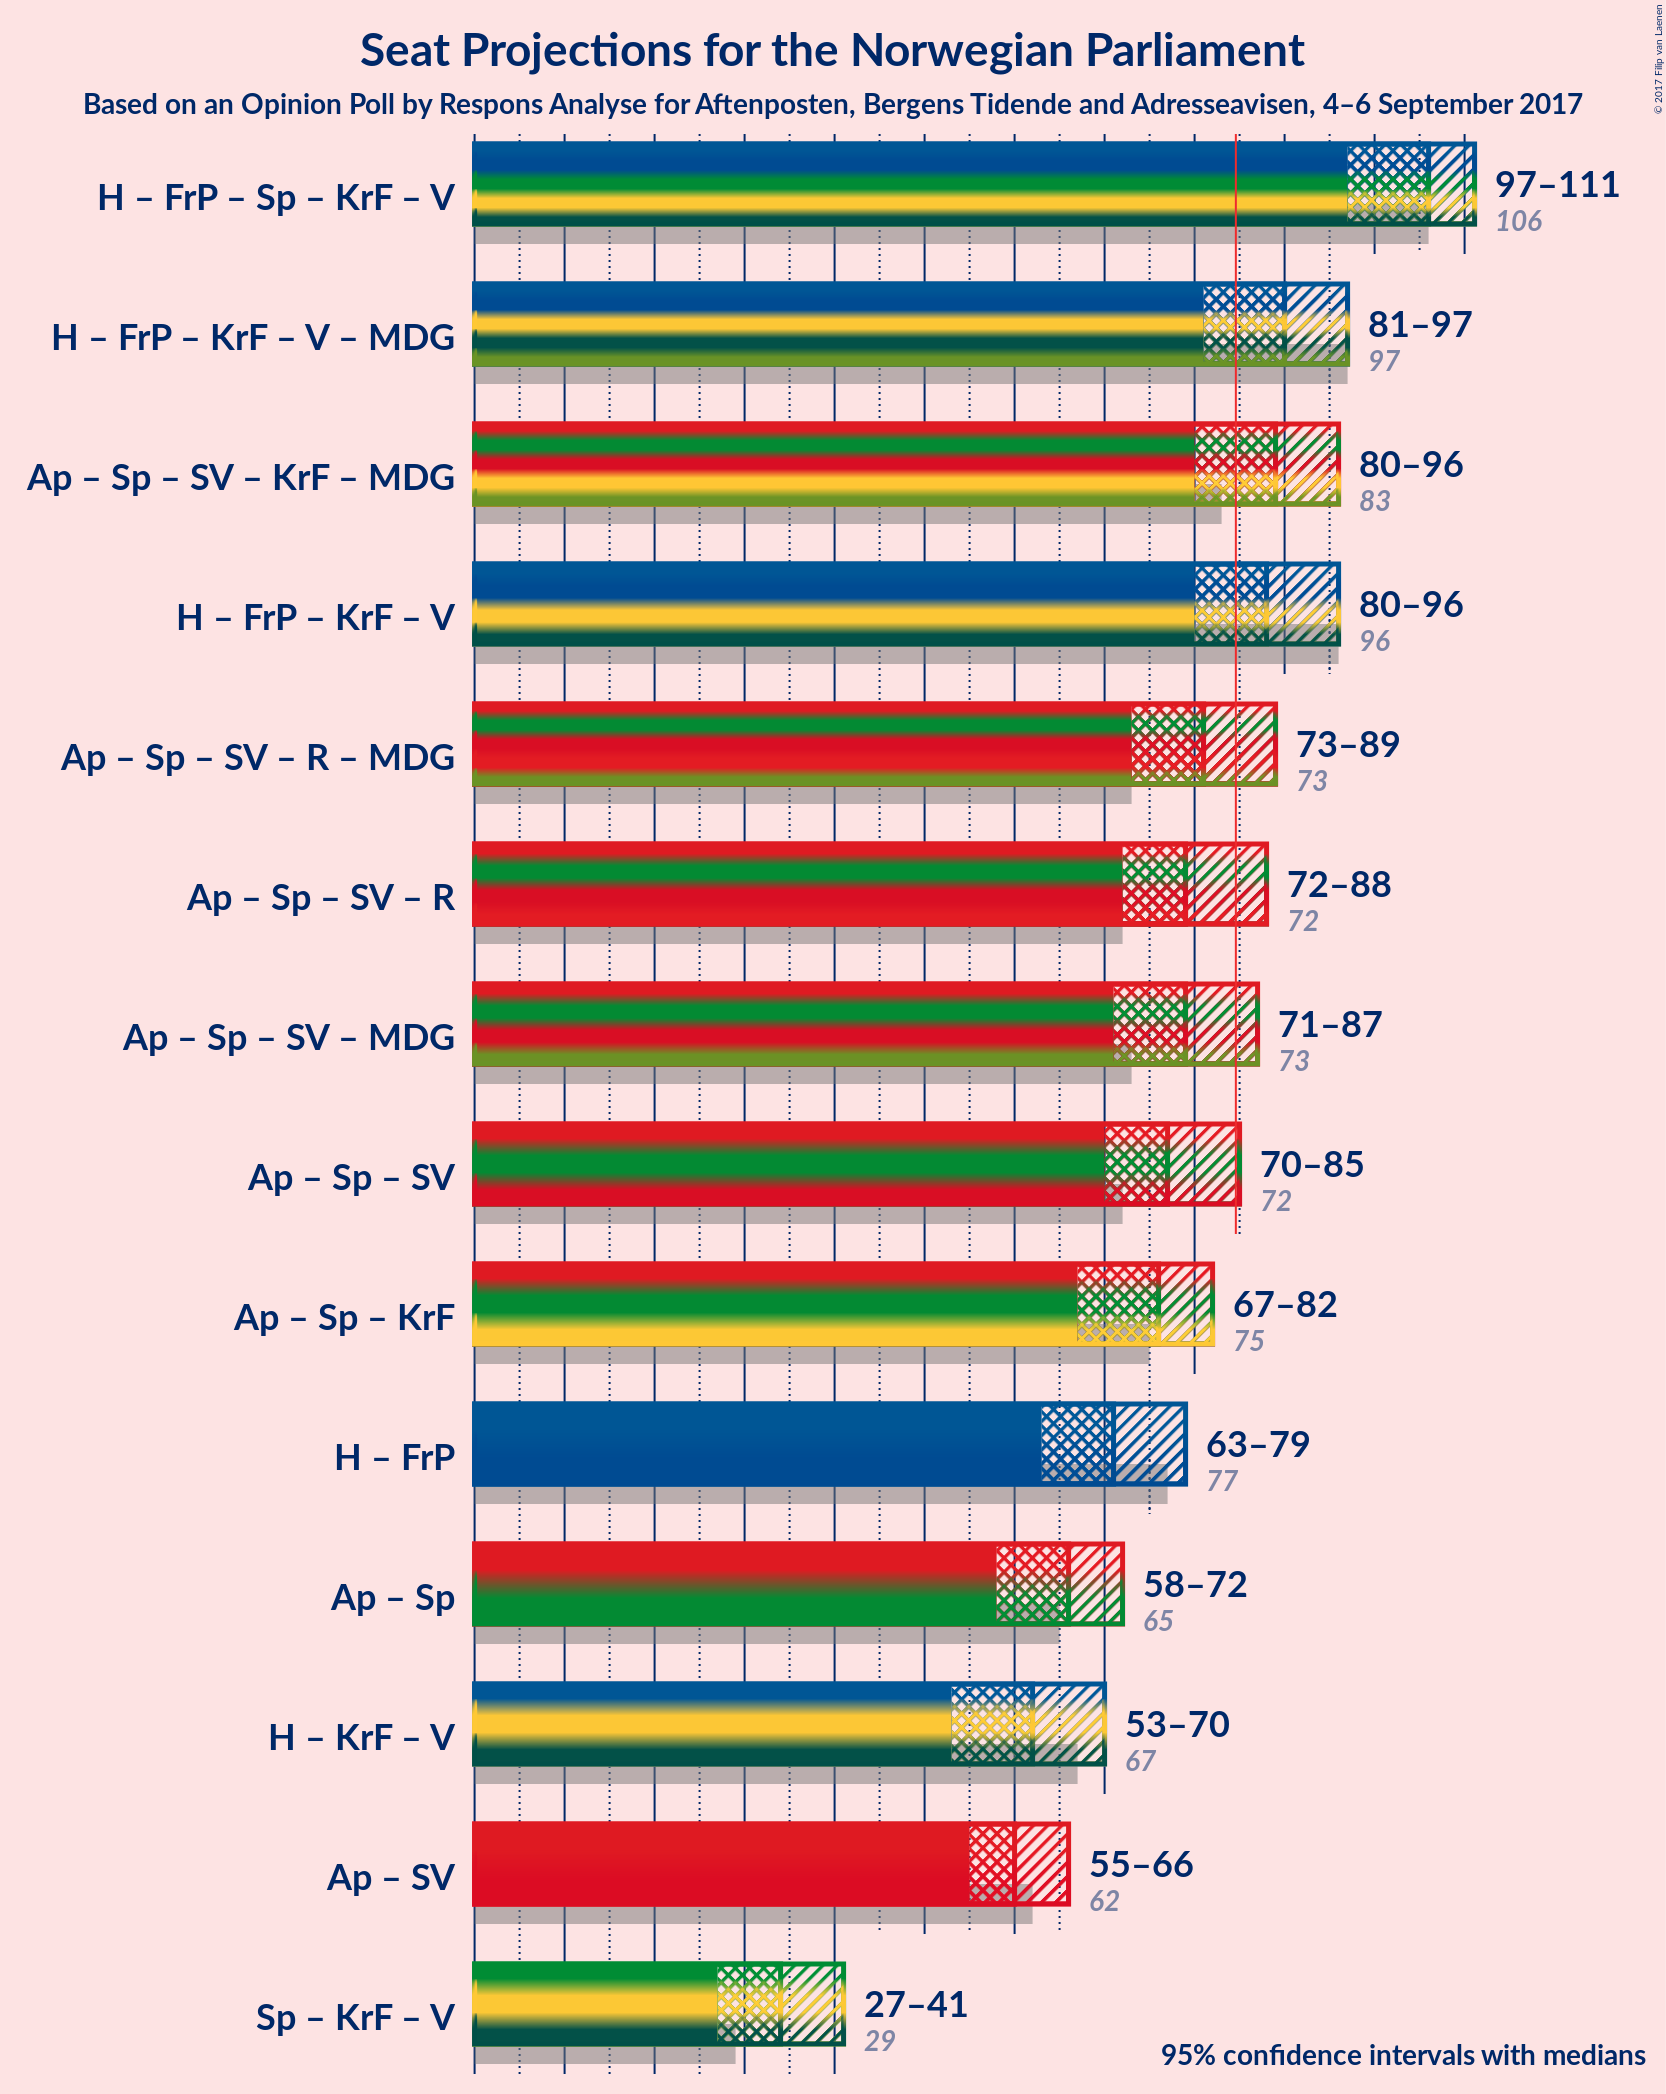 Seat Projections for the Norwegian Parliament
Based on an Opinion Poll by Respons Analyse for Aftenposten, Bergens Tidende and Adresseavisen, 4–6 September 2017
© 2017 Filip van Laenen
H – FrP – Sp – KrF – V
97–111
106
H – FrP – KrF – V – MDG
81–97
97
Ap – Sp – SV – KrF – MDG
80–96
83
H – FrP – KrF – V
80–96
96
Ap – Sp – SV – R – MDG
73–89
73
Ap – Sp – SV – R
72–88
72
Ap – Sp – SV – MDG
71–87
73
Ap – Sp – SV
70–85
72
Ap – Sp – KrF
67–82
75
H – FrP
63–79
77
Ap – Sp
58–72
65
H – KrF – V
53–70
67
Ap – SV
55–66
62
Sp – KrF – V
27–41
29
95% confidence intervals with medians